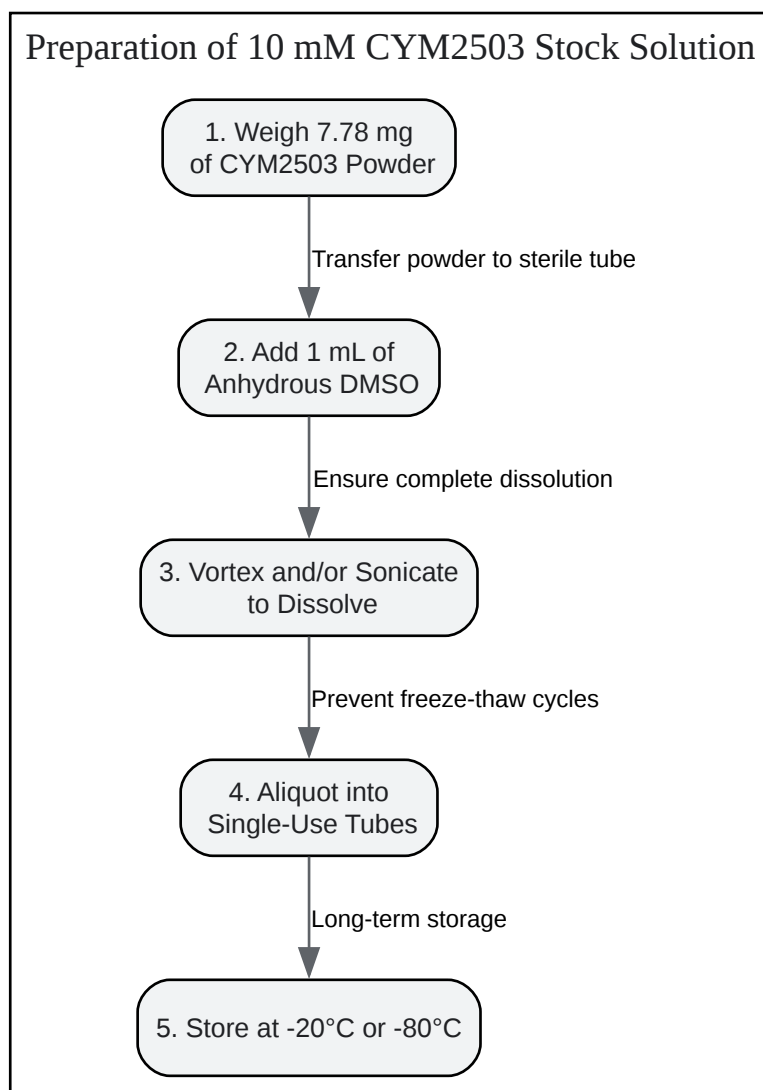 Preparation of 10 mM CYM2503 Stock Solution
1. Weigh 7.78 mg
of CYM2503 Powder
Transfer powder to sterile tube
2. Add 1 mL of
Anhydrous DMSO
Ensure complete dissolution
3. Vortex and/or Sonicate
to Dissolve
Prevent freeze-thaw cycles
4. Aliquot into
Single-Use Tubes
Long-term storage
5. Store at -20°C or -80°C